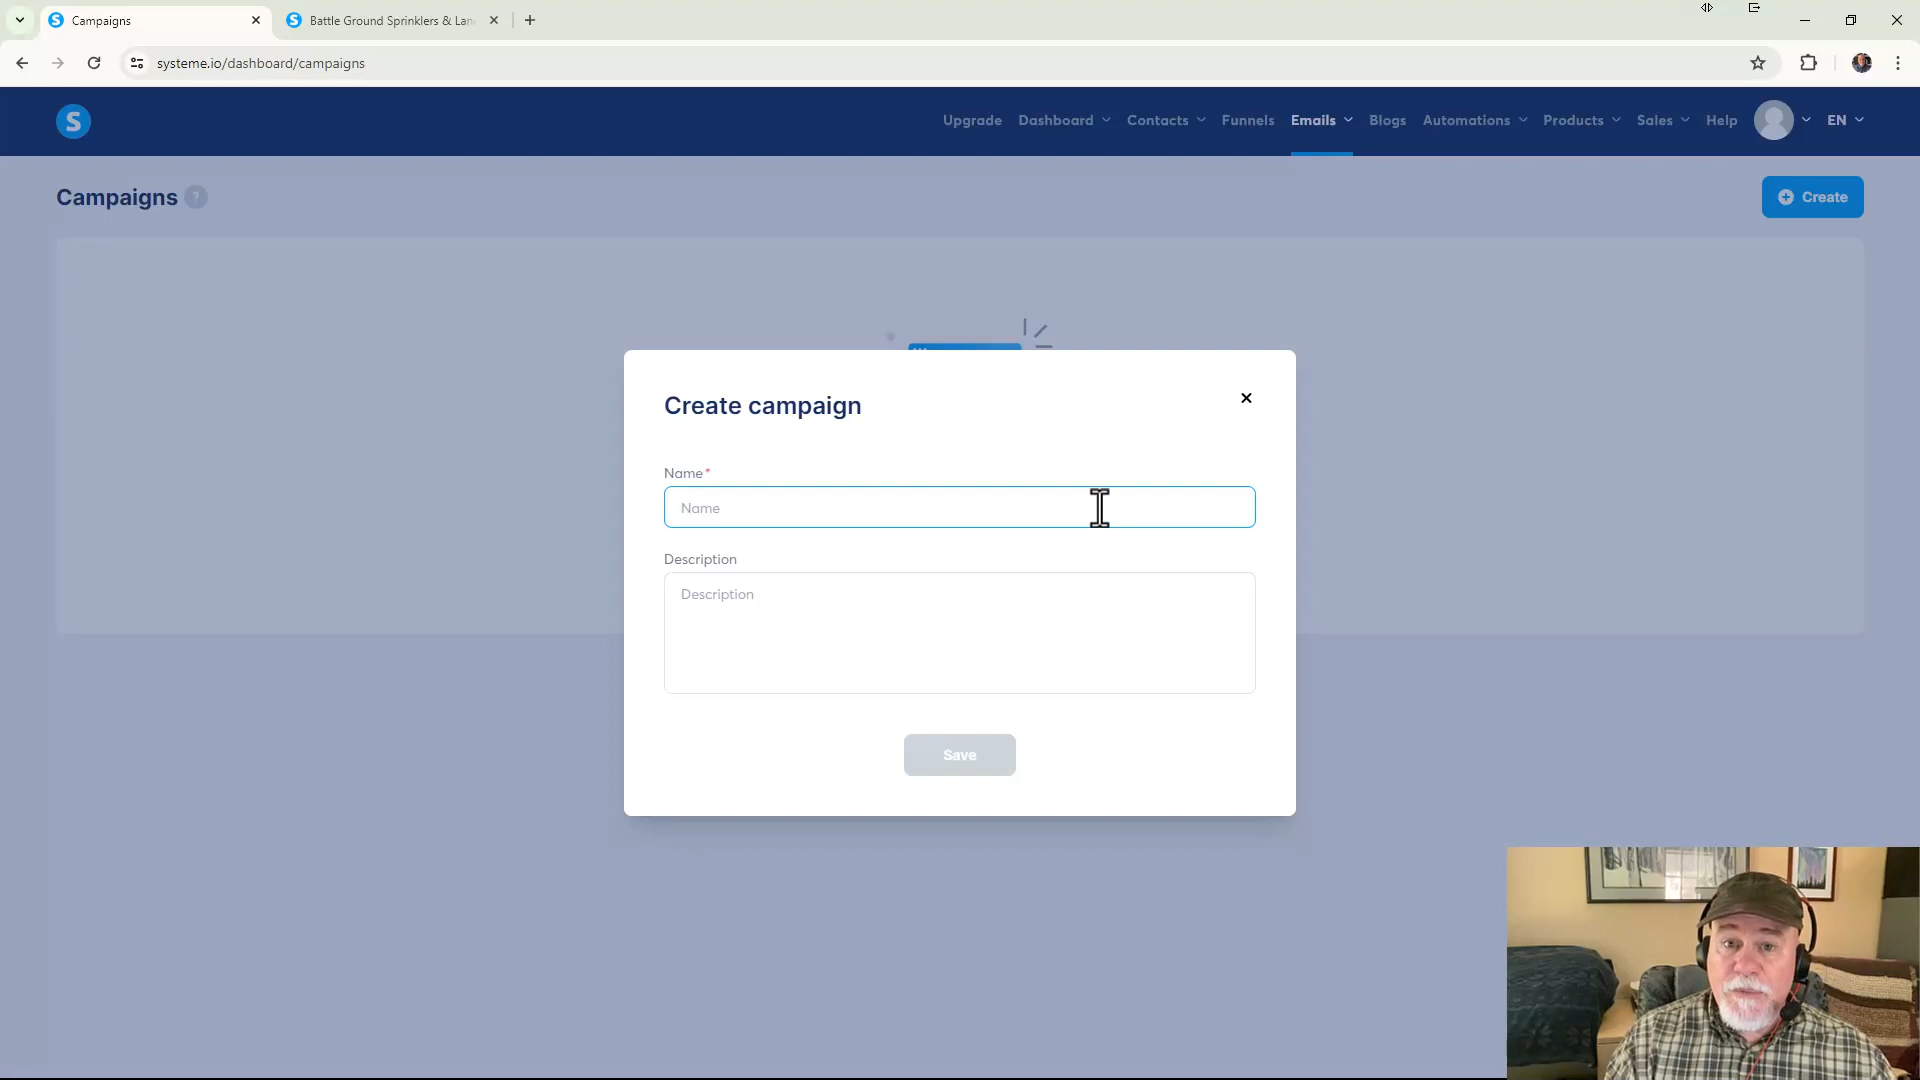 Campaigns
Battle Ground Sprinklers & Lan
systeme.io/dashboard/campaigns
S
Upgrade Dashboard Contacts Funnels Emails Blogs Automations Products Sales Help EN
Campaigns ?
Create
Create campaign
Name*
Name
Description
Description
Save